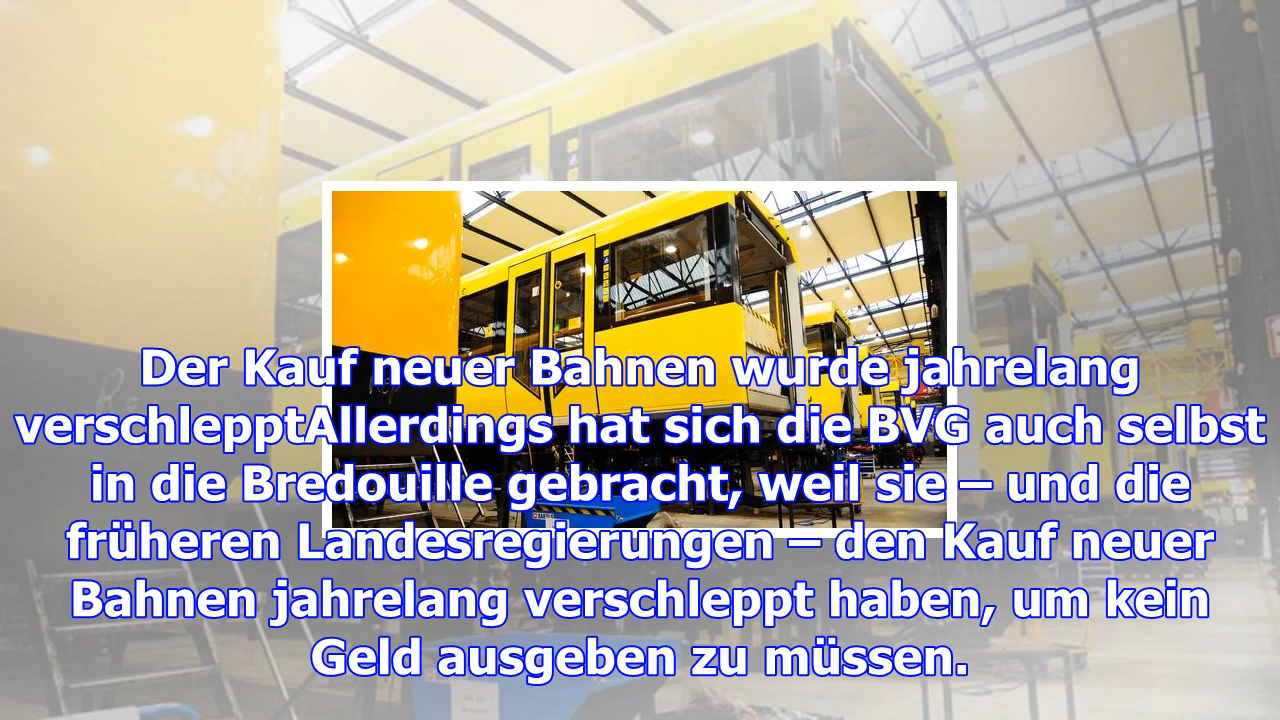 Der Kauf neuer Bahnen wurde jahrelang
verschlepptAllerdings hat sich die BVG auch selbst
in die Bredouille gebracht, weil sie – und die
früheren Landesregierungen – den Kauf neuer
Bahnen jahrelang verschleppt haben, um kein
Geld ausgeben zu müssen.